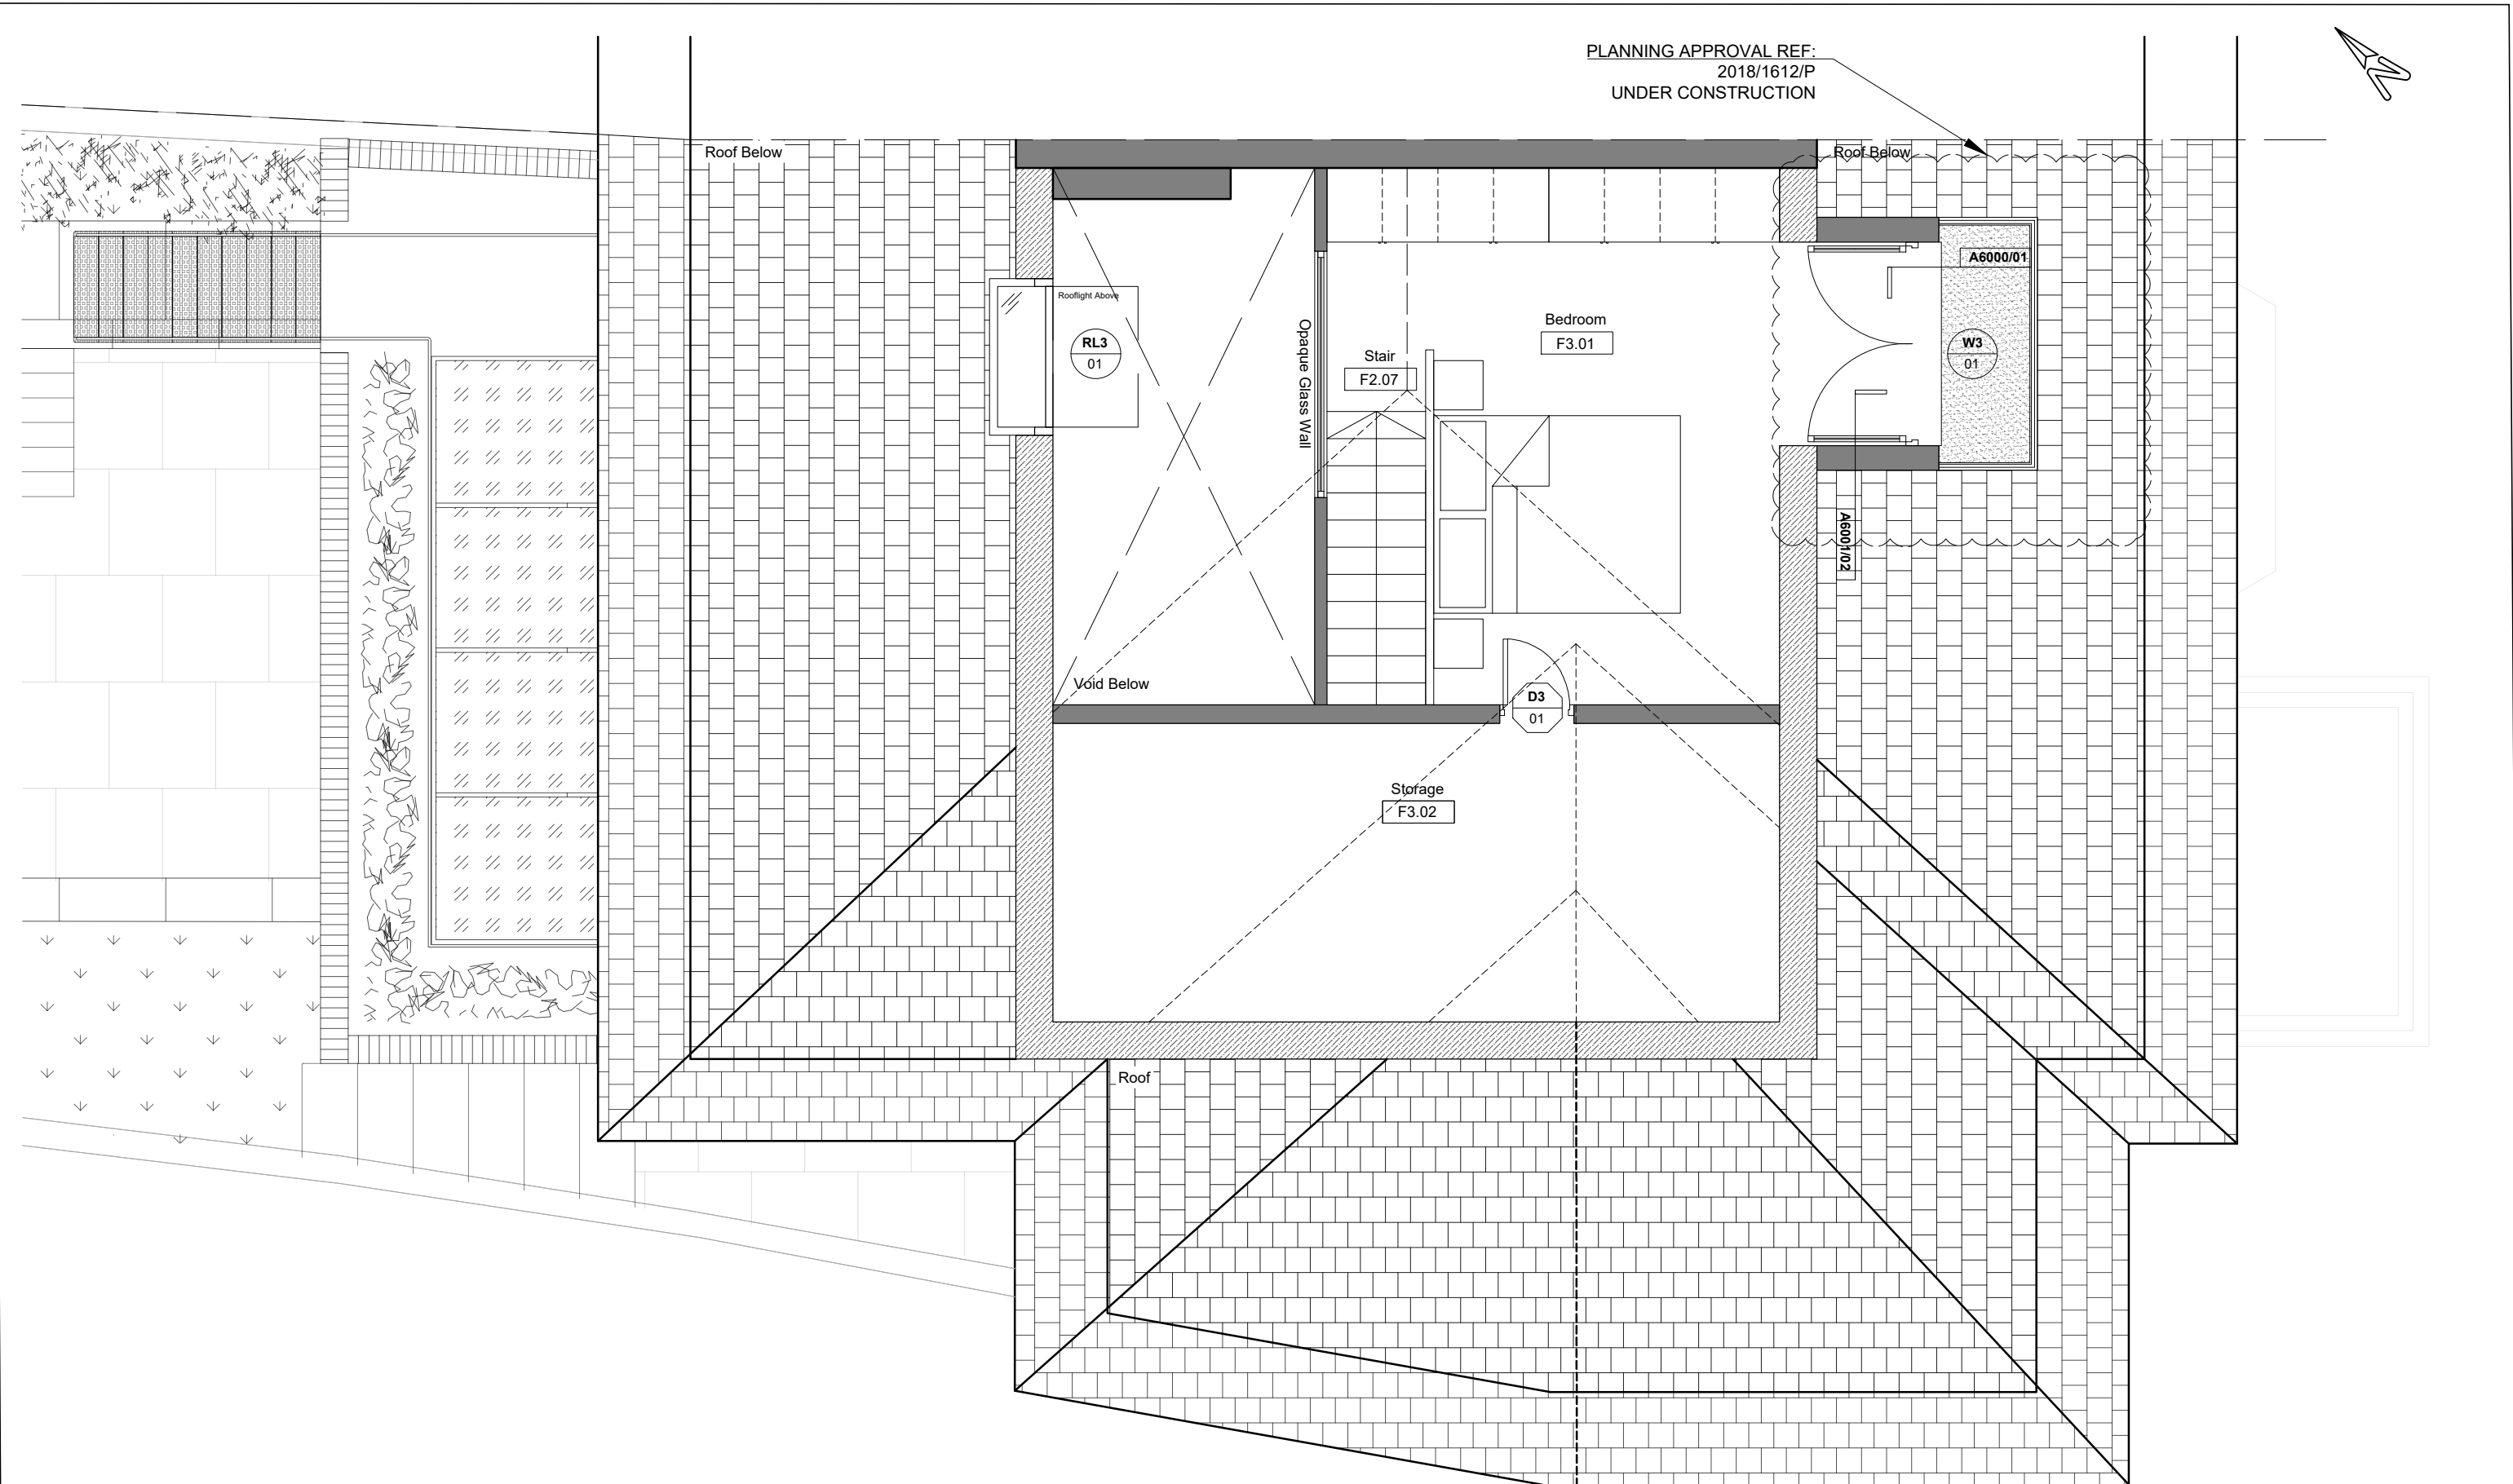 PLANNING APPROVAL REF:
2018/1612/P
UNDER CONSTRUCTION
N
Roof Below
Roof Below
A6000/01
Rooflight Above
RL3
01
Opaque Glass Wall
Stair
F2.07
Bedroom
F3.01
W3
01
A6001/02
Void Below
D3
01
Storage
F3.02
Roof